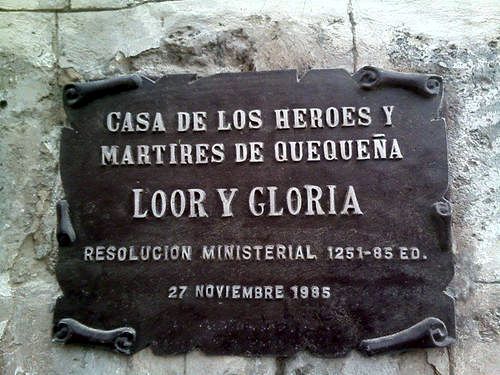 CASA DE LOS HEROES Y
MARTIRES DE QUEQUEÑA
LOOR Y GLORIA
RESOLUCION MINISTERIAL 1251-85 ED.
27 NOVIEMBRE 1985